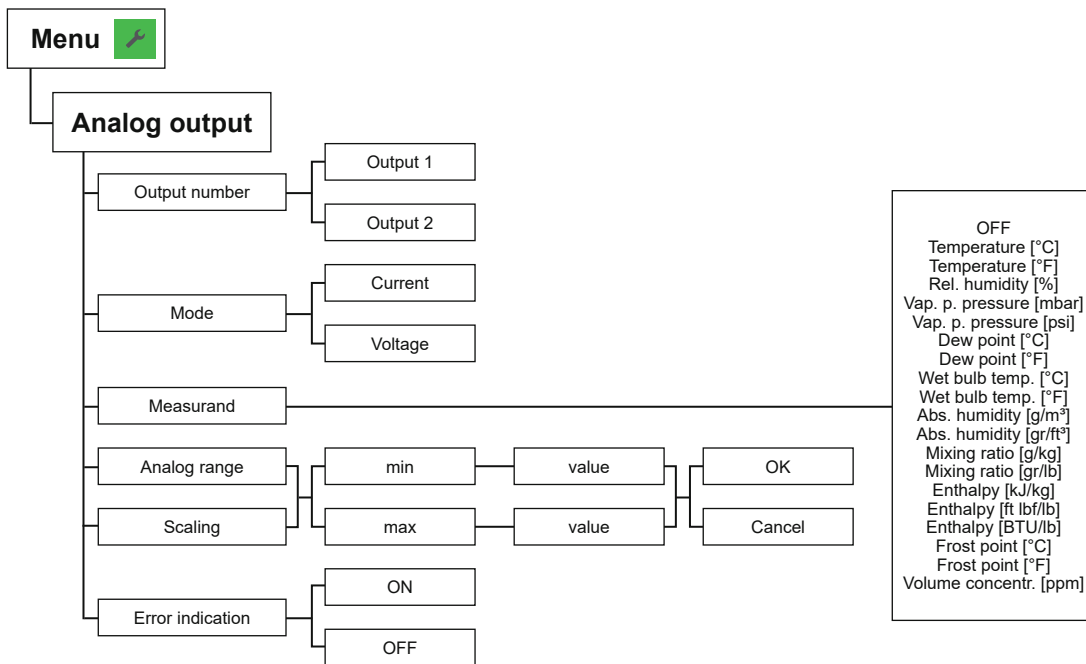 Menu
Analog output
Output number
Output 1
Output 2
Mode
Current
Voltage
Measurand
OFF
Temperature [°C]
Temperature [°F]
Rel. humidity [%]
Vap. p. pressure [mbar]
Vap. p. pressure [psi]
Dew point [°C]
Dew point [°F]
Wet bulb temp. [°C]
Wet bulb temp. [°F]
Abs. humidity [g/m³]
Abs. humidity [gr/ft³]
Mixing ratio [g/kg]
Mixing ratio [gr/lb]
Enthalpy [kJ/kg]
Enthalpy [ft lbf/lb]
Enthalpy [BTU/lb]
Frost point [°C]
Frost point [°F]
Volume concentr. [ppm]
Analog range
Scaling
min
value
max
value
OK
Cancel
Error indication
ON
OFF